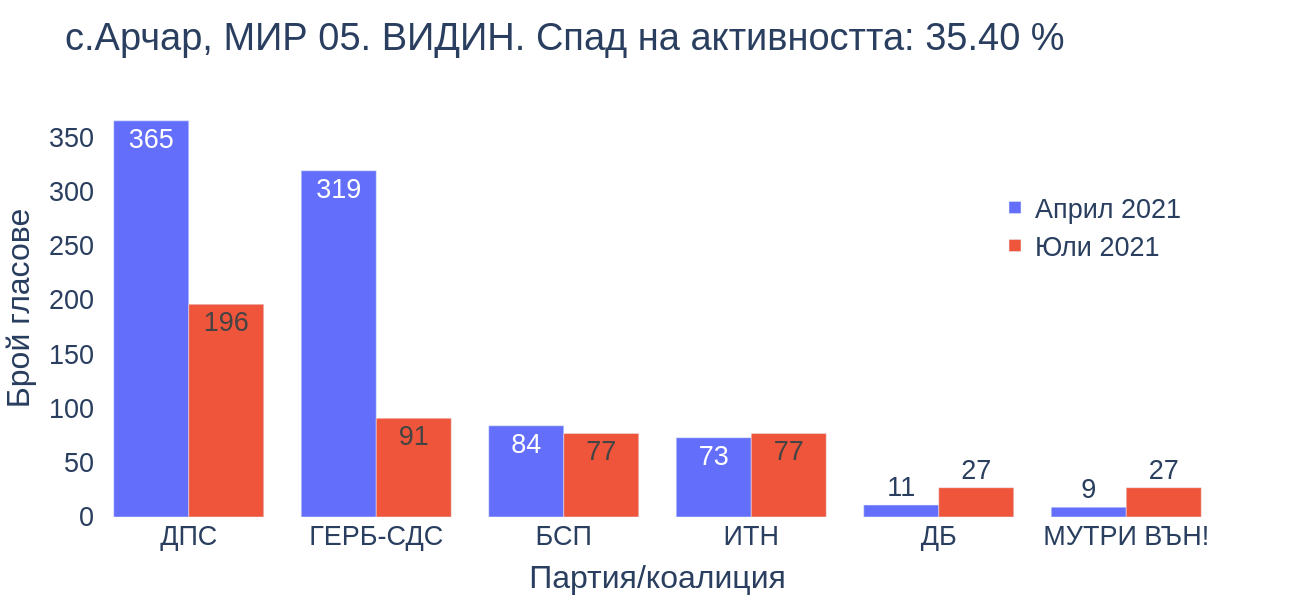 с.Арчар, МИР 05. ВИДИН. Спад на активността: 35.40 %
Брой гласове
350
300
250
200
150
100
50
0
365
196
319
91
84
77
73
77
11
27
9
27
Април 2021
Юли 2021
ДПС
ГЕРБ-СДС
БСП
ИТН
ДБ
МУТРИ ВЪН!
Партия/коалиция